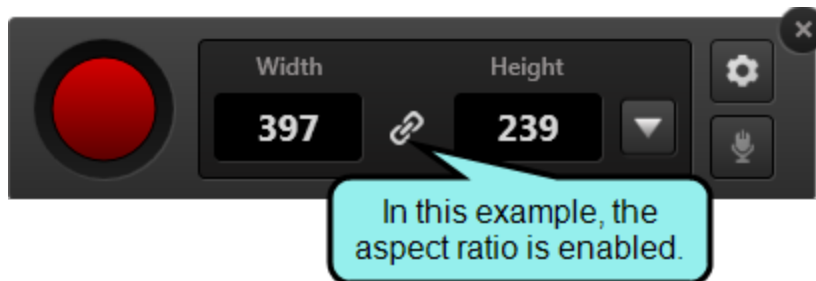 Width Height
397 239
In this example, the
aspect ratio is enabled.